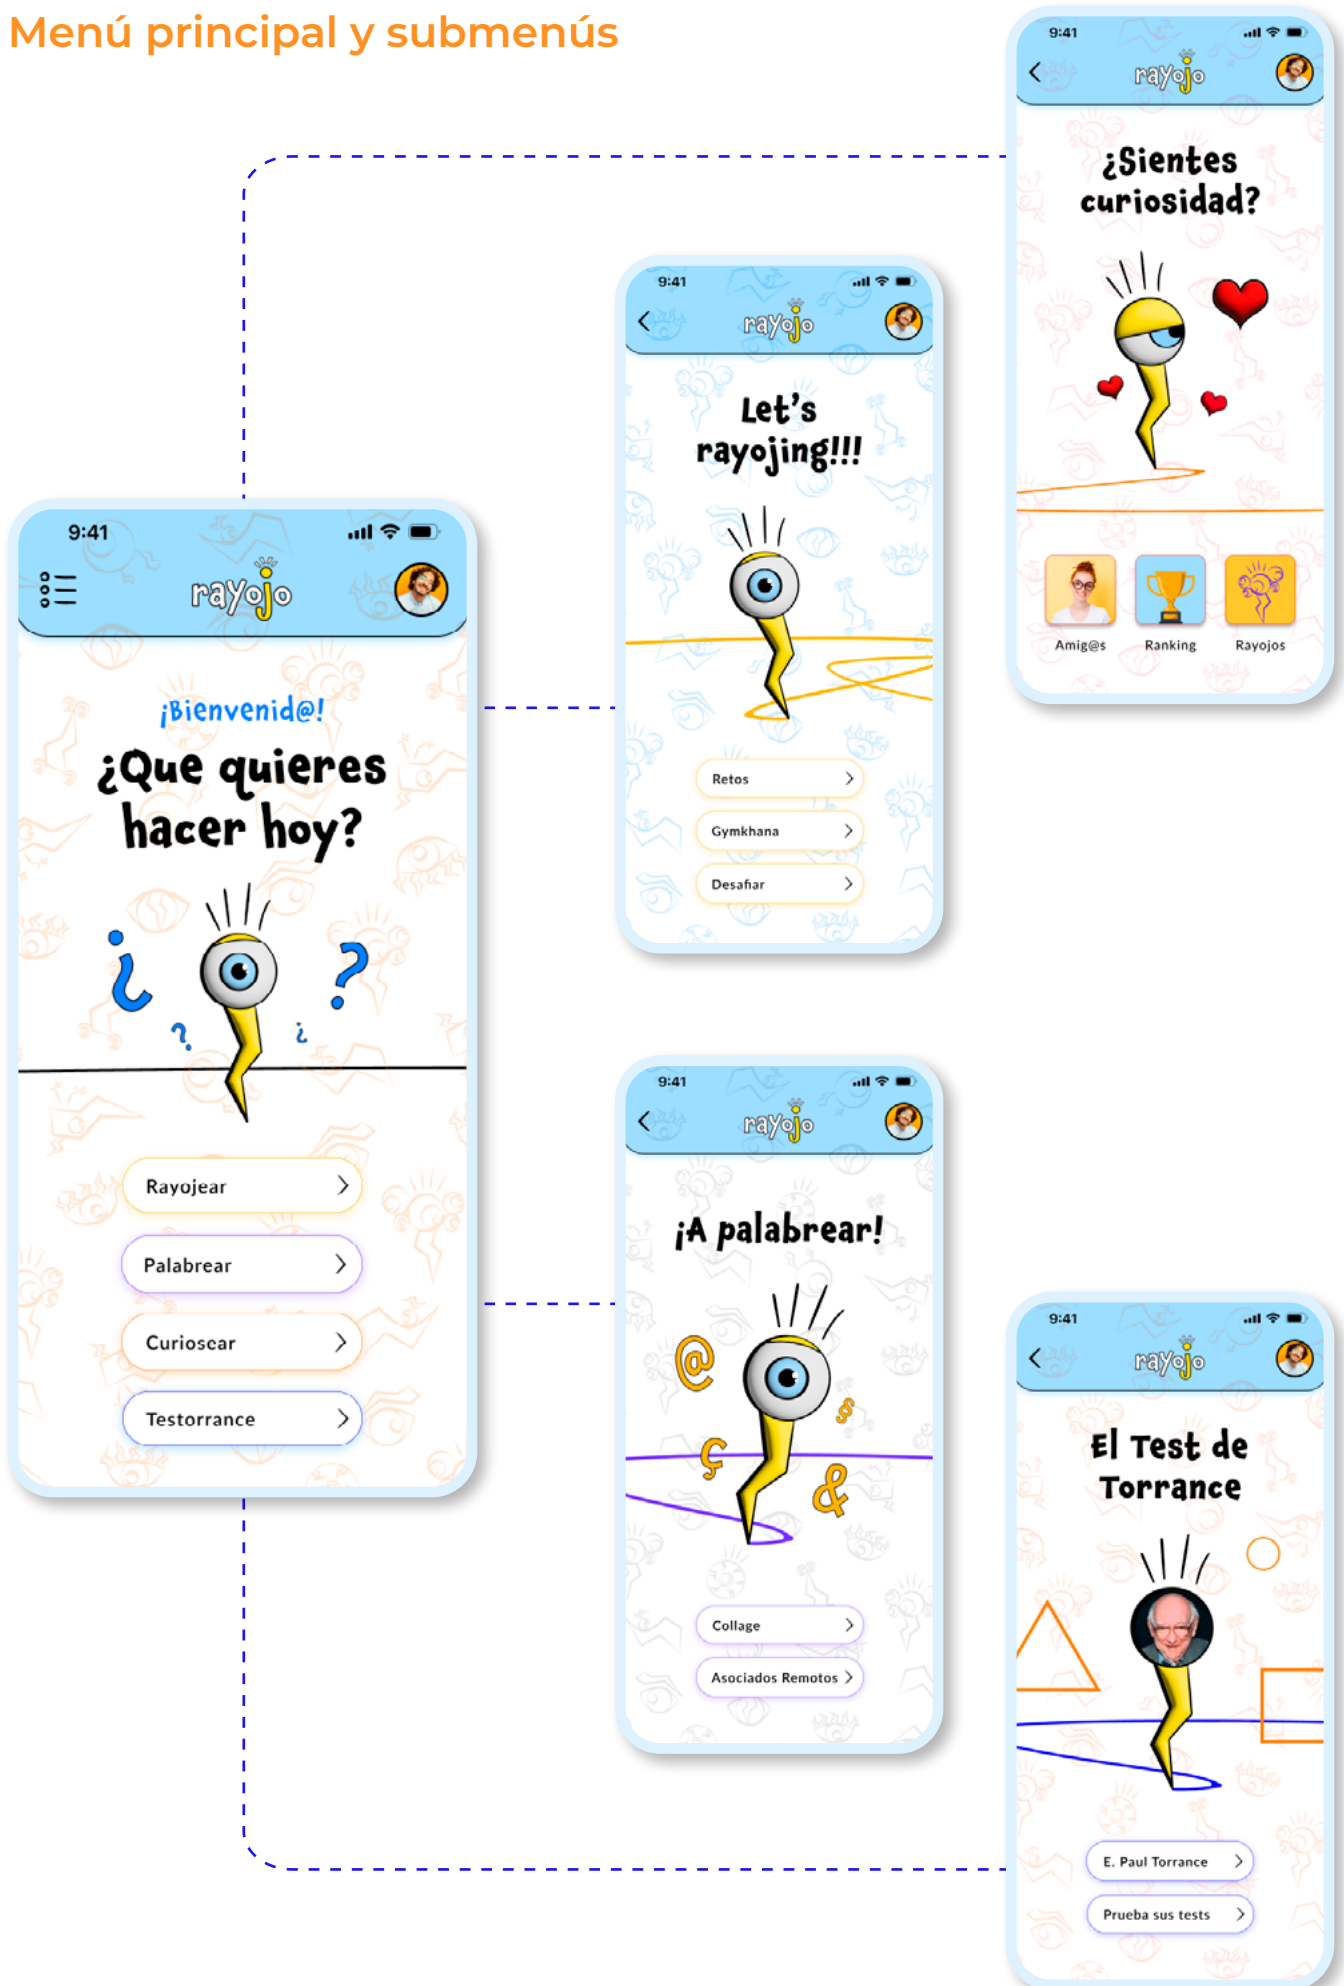 Menú principal y submenús
9:41
rayojo
¿Sientes
curiosidad?
Amig@s
Ranking
Rayojos
9:41
rayojo
Let's
rayojing!!!
Retos
Gymkhana
Desafiar
9:41
rayojo
¡Bienvenid@!
¿Que quieres
hacer hoy?
¿ ?
? ¿
Rayojear
Palabrear
Curiosear
Testorrance
9:41
rayojo
¡A palabrear!
@
§
ç
&
Collage
Asociados Remotos
9:41
rayojo
El Test de
Torrance
E. Paul Torrance
Prueba sus tests